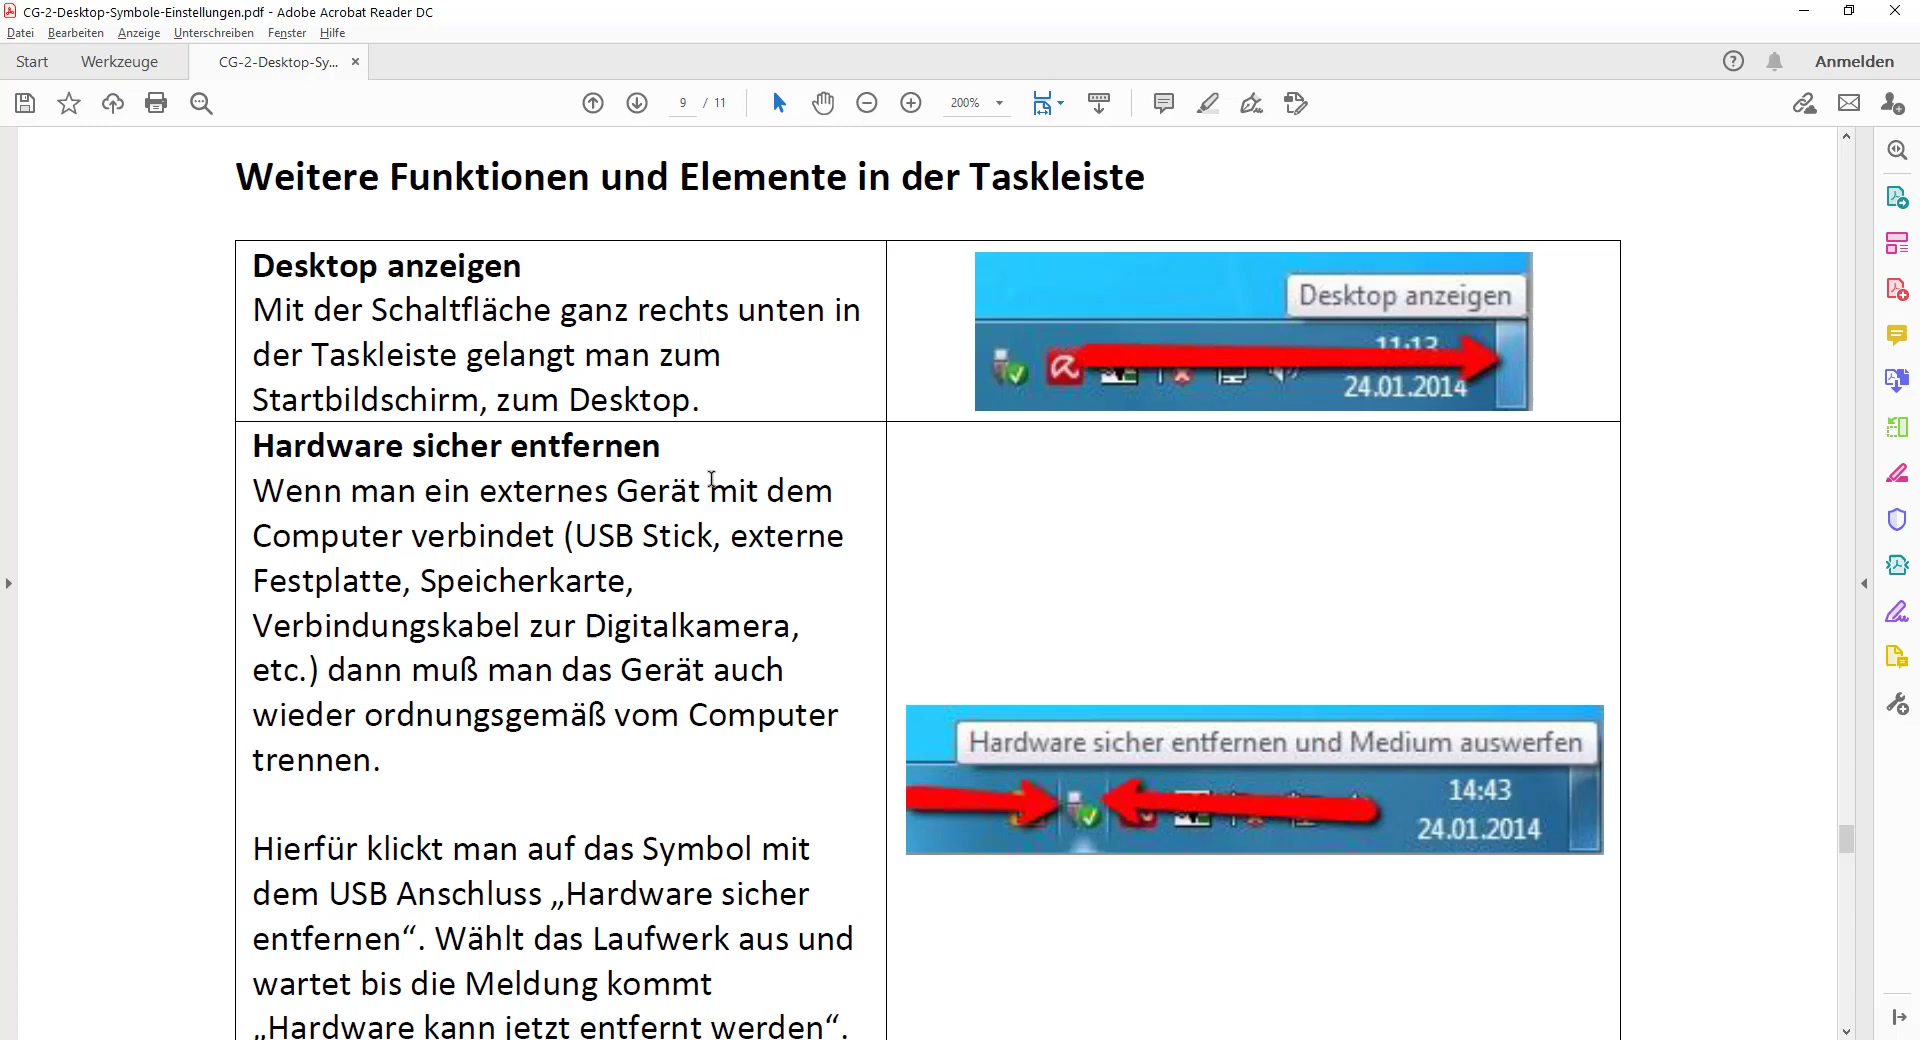 CG-2-Desktop-Symbole-Einstellungen.pdf - Adobe Acrobat Reader DC
Datei Bearbeiten Anzeige Unterschreiben Fenster Hilfe
Start Werkzeuge CG-2-Desktop-Sy... × Anmelden
9 / 11 200%
Weitere Funktionen und Elemente in der Taskleiste
Desktop anzeigen
Mit der Schaltfläche ganz rechts unten in
der Taskleiste gelangt man zum
Startbildschirm, zum Desktop.
Desktop anzeigen
11:13
24.01.2014
Hardware sicher entfernen
Wenn man ein externes Gerät mit dem
Computer verbindet (USB Stick, externe
Festplatte, Speicherkarte,
Verbindungskabel zur Digitalkamera,
etc.) dann muß man das Gerät auch
wieder ordnungsgemäß vom Computer
trennen.
Hierfür klickt man auf das Symbol mit
dem USB Anschluss „Hardware sicher
entfernen“. Wählt das Laufwerk aus und
wartet bis die Meldung kommt
„Hardware kann jetzt entfernt werden“.
Hardware sicher entfernen und Medium auswerfen
14:43
24.01.2014